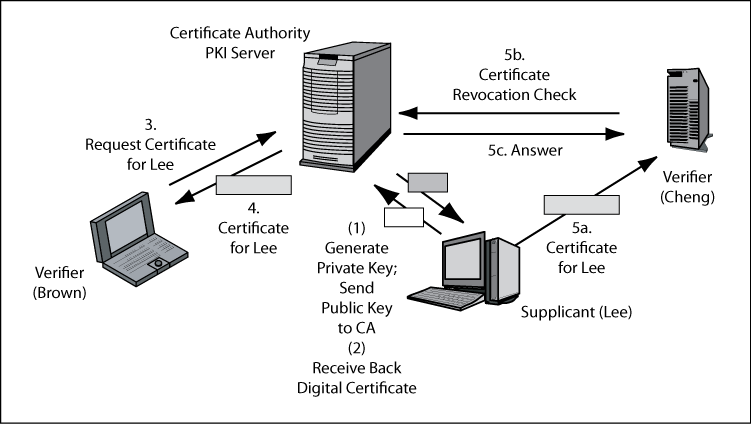 Certificate Authority
PKI Server
5b.
Certificate
Revocation Check
3.
Request Certificate
for Lee
5c. Answer
Verifier
(Cheng)
4.
Certificate
for Lee
(1)
Generate
Private Key;
Send
Public Key
to CA
(2)
Receive Back
Digital Certificate
5a.
Certificate
for Lee
Verifier
(Brown)
Supplicant (Lee)